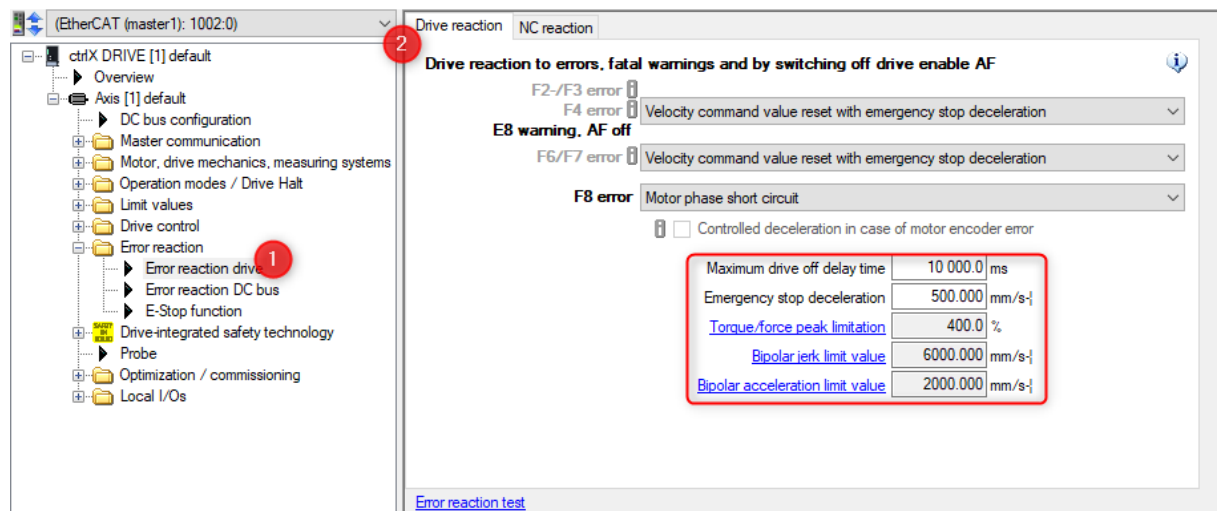 (EtherCAT (master1): 1002:0)
ctrlX DRIVE [1] default
Overview
Axis [1] default
DC bus configuration
Master communication
Motor, drive mechanics, measuring systems
Operation modes / Drive Halt
Limit values
Drive control
Error reaction
Error reaction drive
1
Error reaction DC bus
E-Stop function
Drive-integrated safety technology
Probe
Optimization / commissioning
Local I/Os
2
Drive reaction NC reaction
Drive reaction to errors, fatal warnings and by switching off drive enable AF
F2-/F3 error
F4 error Velocity command value reset with emergency stop deceleration
E8 warning, AF off
F6/F7 error Velocity command value reset with emergency stop deceleration
F8 error Motor phase short circuit
Controlled deceleration in case of motor encoder error
Maximum drive off delay time 10 000.0 ms
Emergency stop deceleration 500.000 mm/s-¦
Torque/force peak limitation 400.0 %
Bipolar jerk limit value 6000.000 mm/s-¦
Bipolar acceleration limit value 2000.000 mm/s-¦
Error reaction test